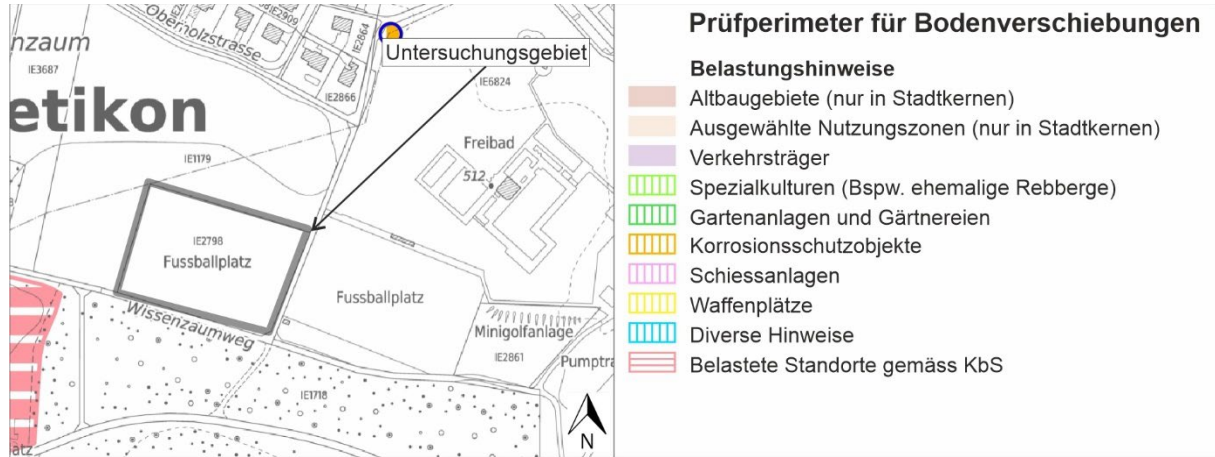 Oberholzstrasse
IE2909
IE2864
nzaum
IE3687
Untersuchungsgebiet
IE2866
IE6824
etikon
Freibad
512
IE1179
IE2798
Fussballplatz
Fussballplatz
Wissenzaumweg
Minigolfanlage
IE2861
Pumptra
IE1718
N
atz
Prüfperimeter für Bodenverschiebungen
Belastungshinweise
Altbaugebiete (nur in Stadtkernen)
Ausgewählte Nutzungszonen (nur in Stadtkernen)
Verkehrsträger
Spezialkulturen (Bspw. ehemalige Rebberge)
Gartenanlagen und Gärtnereien
Korrosionsschutzobjekte
Schiessanlagen
Waffenplätze
Diverse Hinweise
Belastete Standorte gemäss KbS